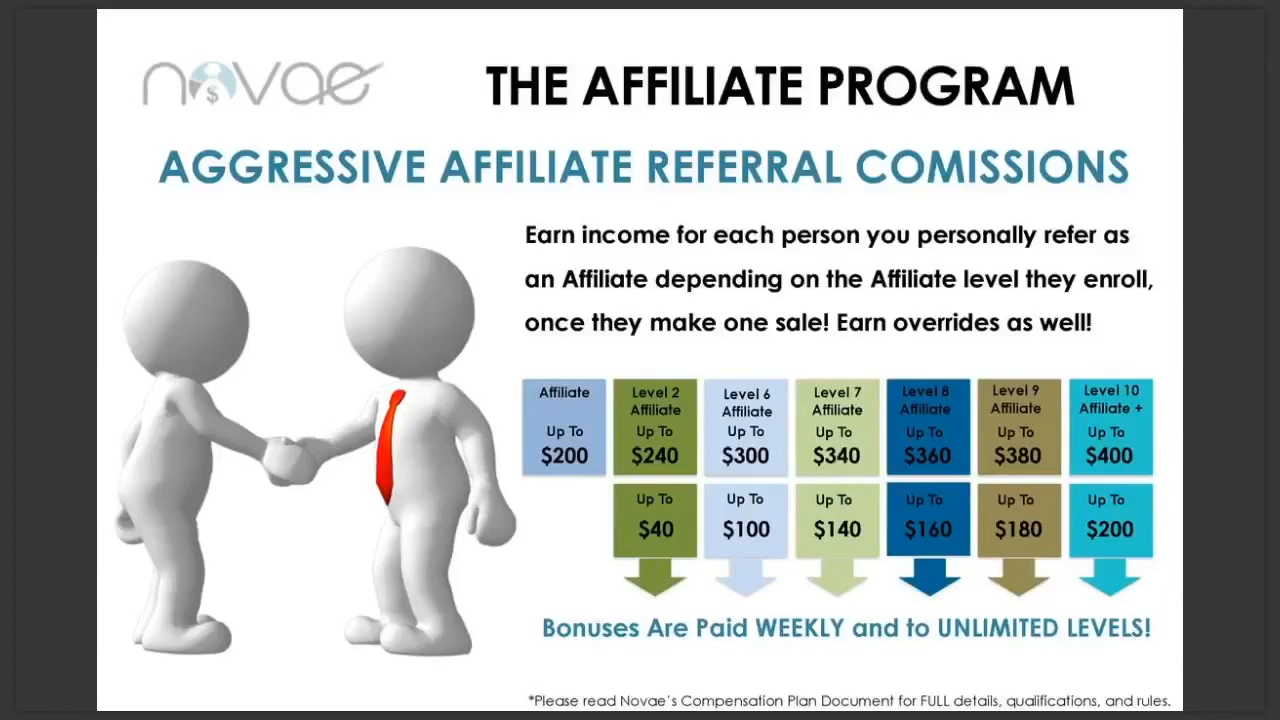 novae
$
THE AFFILIATE PROGRAM
AGGRESSIVE AFFILIATE REFERRAL COMISSIONS
Earn income for each person you personally refer as
an Affiliate depending on the Affiliate level they enroll,
once they make one sale! Earn overrides as well!
Affiliate
Up To
$200
Level 2
Affiliate
Up To
$240
Level 6
Affiliate
Up To
$300
Level 7
Affiliate
Up To
$340
Level 8
Affiliate
Up To
$360
Level 9
Affiliate
Up To
$380
Level 10
Affiliate +
Up To
$400
Up To
$40
Up To
$100
Up To
$140
Up To
$160
Up To
$180
Up To
$200
Bonuses Are Paid WEEKLY and to UNLIMITED LEVELS!
*Please read Novae's Compensation Plan Document for FULL details, qualifications, and rules.